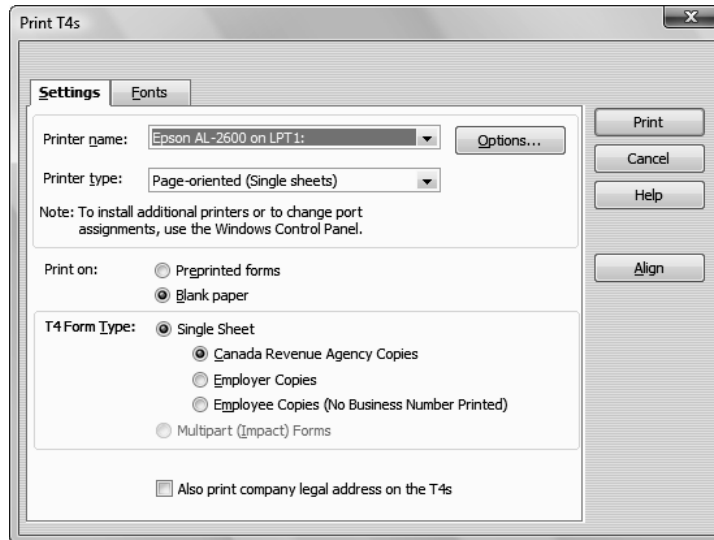 Print T4s
X
Settings
Fonts
Printer name:
Epson AL-2600 on LPT1:
Options...
Print
Cancel
Printer type:
Page-oriented (Single sheets)
Help
Note: To install additional printers or to change port
assignments, use the Windows Control Panel.
Print on:
Preprinted forms
Align
Blank paper
T4 Form Type:
Single Sheet
Canada Revenue Agency Copies
Employer Copies
Employee Copies (No Business Number Printed)
Multipart (Impact) Forms
Also print company legal address on the T4s